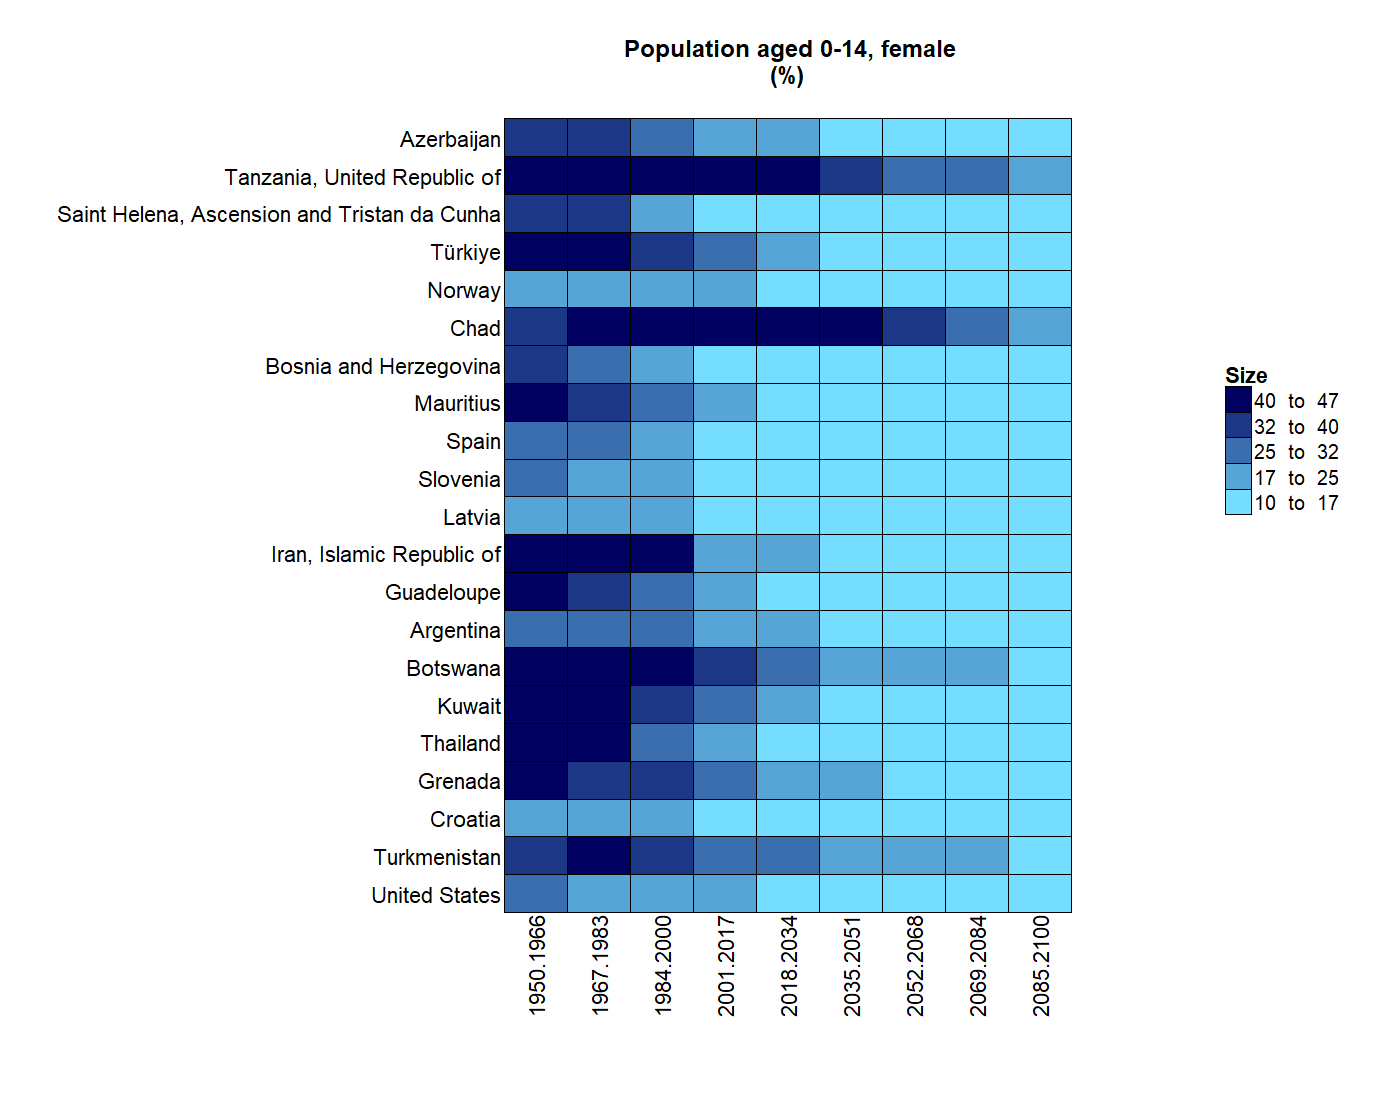 Population aged 0-14, female
(%)
Azerbaijan
Tanzania, United Republic of
Saint Helena, Ascension and Tristan da Cunha
Türkiye
Norway
Chad
Bosnia and Herzegovina
Mauritius
Spain
Slovenia
Latvia
Iran, Islamic Republic of
Guadeloupe
Argentina
Botswana
Kuwait
Thailand
Grenada
Croatia
Turkmenistan
United States
1950.1966
1967.1983
1984.2000
2001.2017
2018.2034
2035.2051
2052.2068
2069.2084
2085.2100
Size
40 to 47
32 to 40
25 to 32
17 to 25
10 to 17